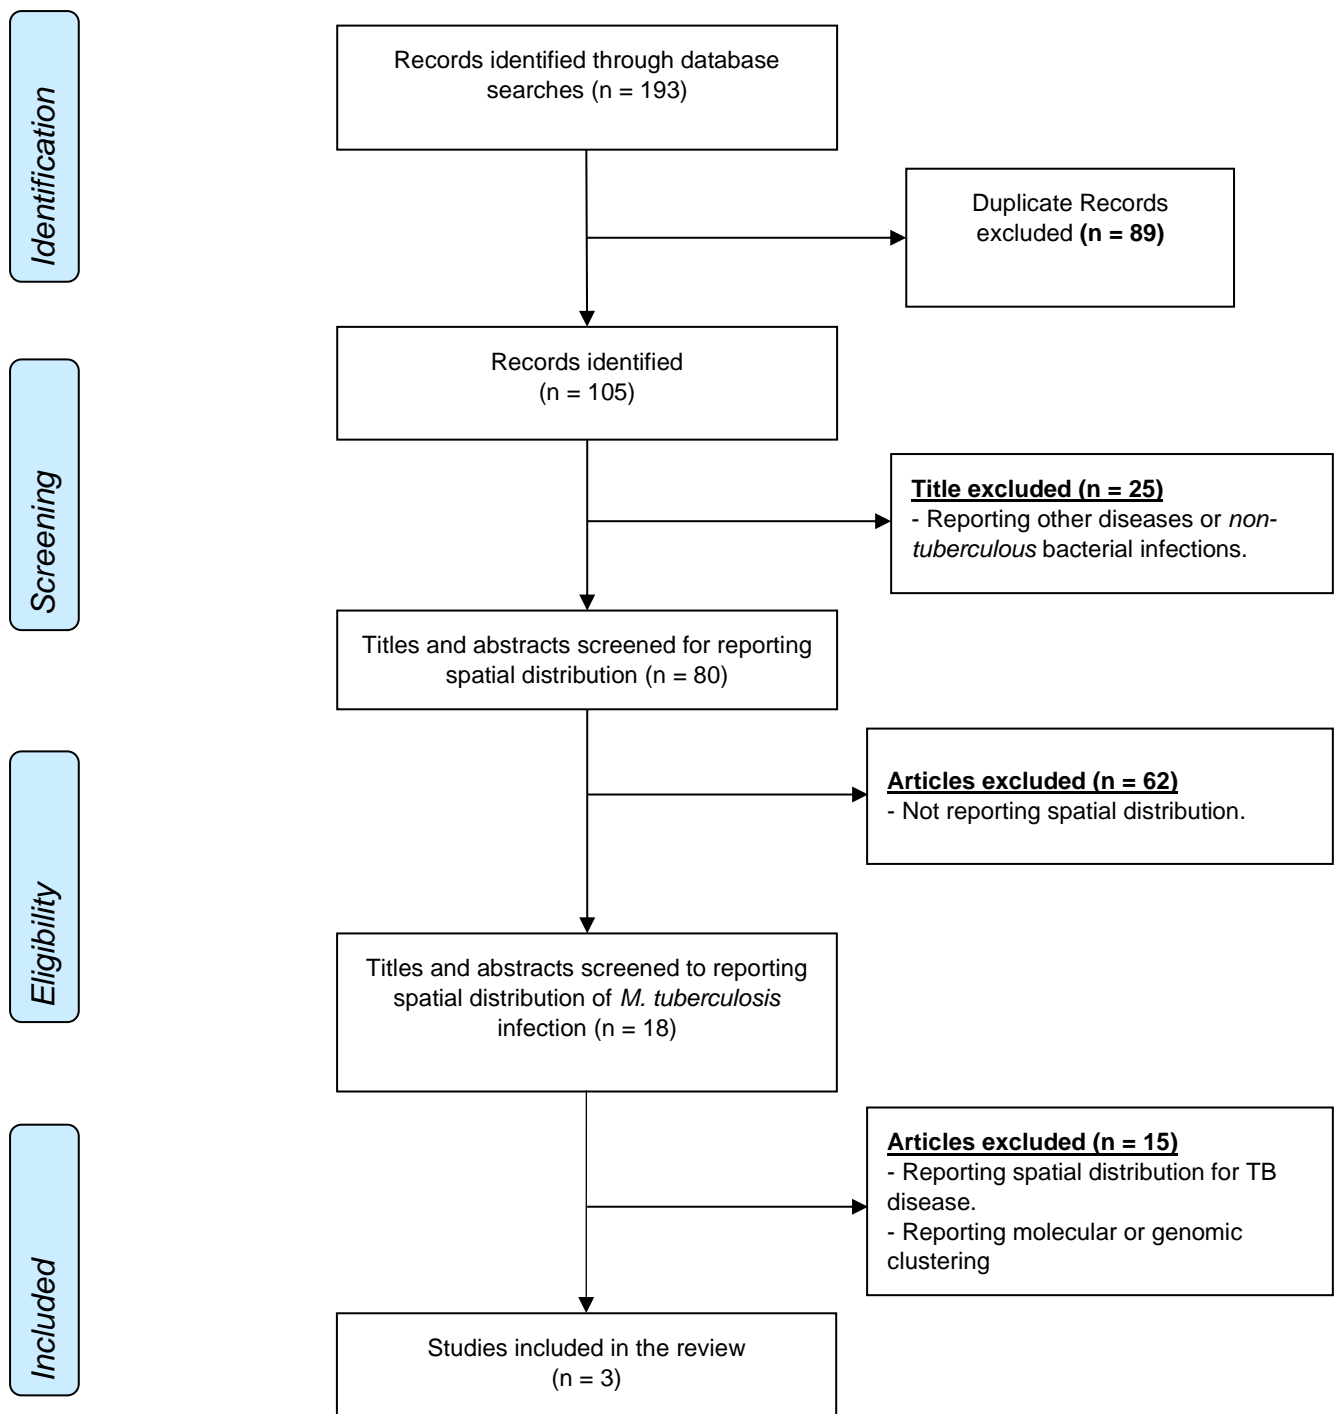 Identification
Records identified through database
searches (n = 193)
Duplicate Records
excluded (n = 89)
Records identified
(n = 105)
Screening
Title excluded (n = 25)
- Reporting other diseases or non-
tuberculous bacterial infections.
Titles and abstracts screened for reporting
spatial distribution (n = 80)
Articles excluded (n = 62)
- Not reporting spatial distribution.
Eligibility
Titles and abstracts screened to reporting
spatial distribution of M. tuberculosis
infection (n = 18)
Articles excluded (n = 15)
- Reporting spatial distribution for TB
disease.
- Reporting molecular or genomic
clustering
Included
Studies included in the review
(n = 3)